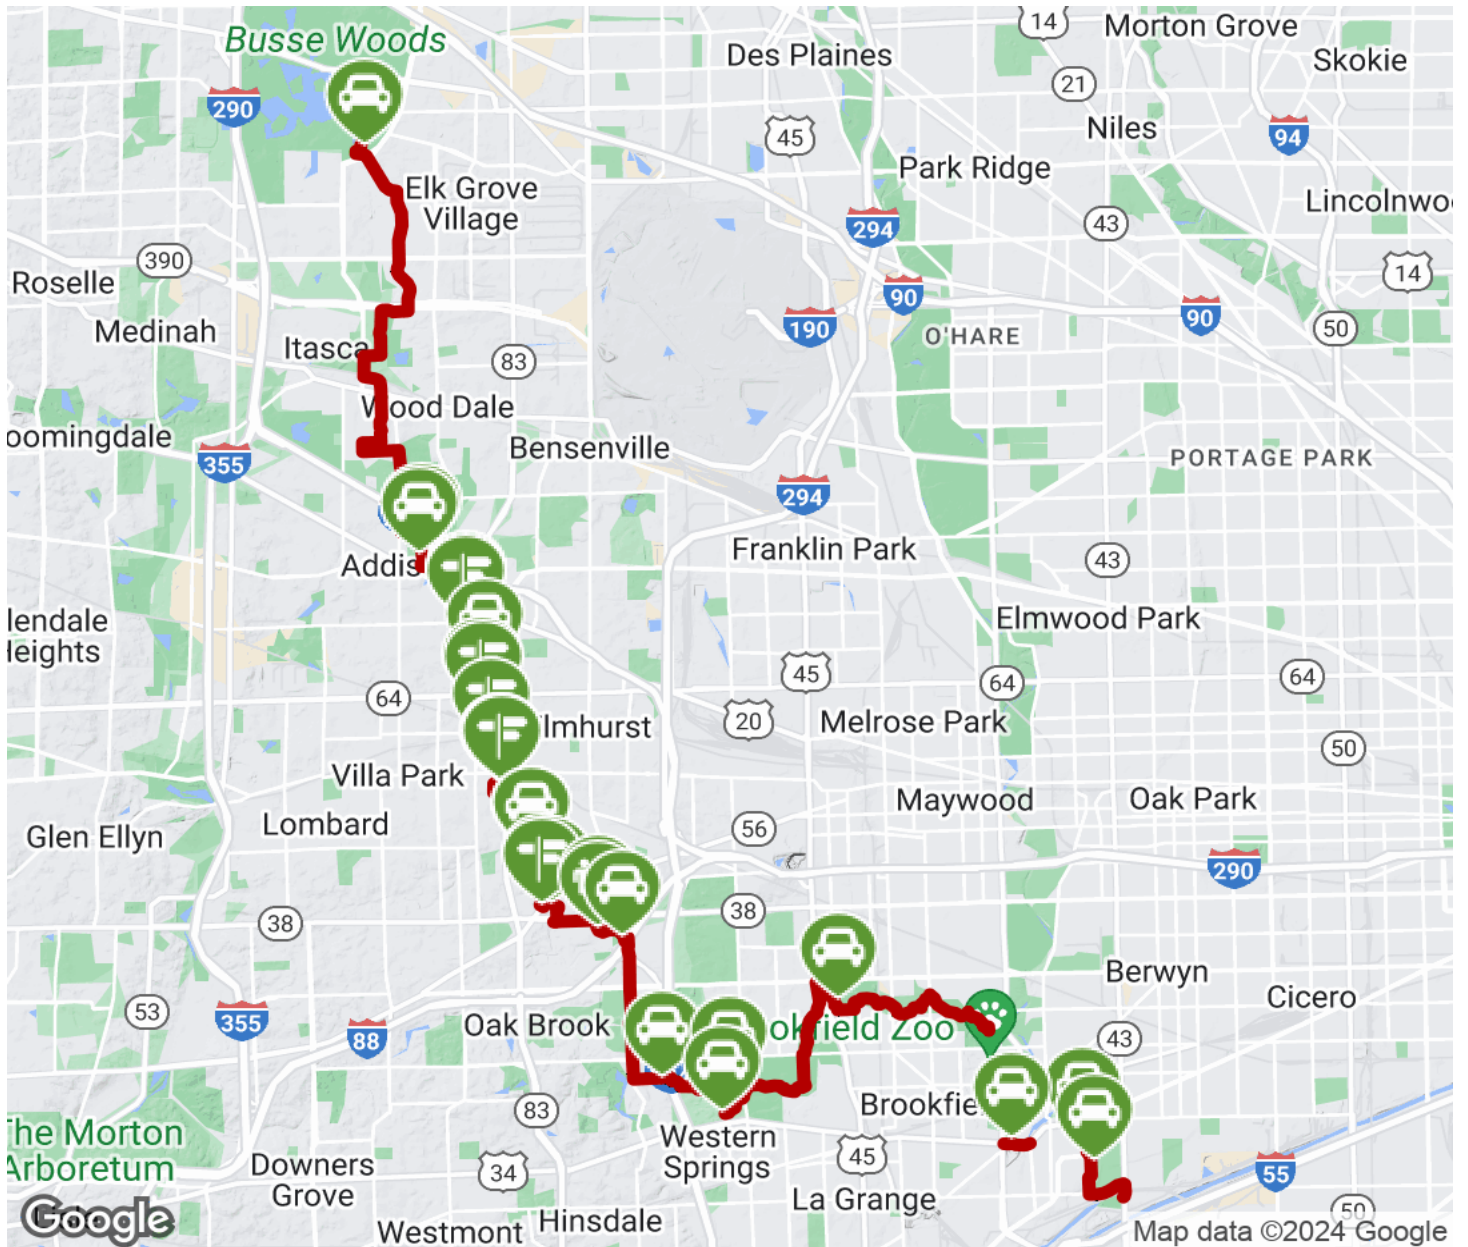 14
Morton Grove
Busse Woods
Des Plaines
Skokie
21
290
45
Niles
94
Park Ridge
Elk Grove
Village
Lincolnwo
43
294
390
14
Roselle
90
Medinah
190
90
50
O'HARE
Itasca
83
Wood Dale
oomingdale
Bensenville
355
PORTAGE PARK
294
Franklin Park
Addis
43
lendale
Heights
Elmwood Park
45
64
64
64
20
Melrose Park
lmhurst
50
Villa Park
Maywood
Oak Park
Lombard
56
Glen Ellyn
290
38
38
Berwyn
53
Cicero
355
88
Oak Brook
okfield Zoo
43
83
Brookfie
The Morton
Arboretum
Western
Springs
Downers
Grove
34
45
55
La Grange
50
Google
Westmont
Hinsdale
Map data ©2024 Google